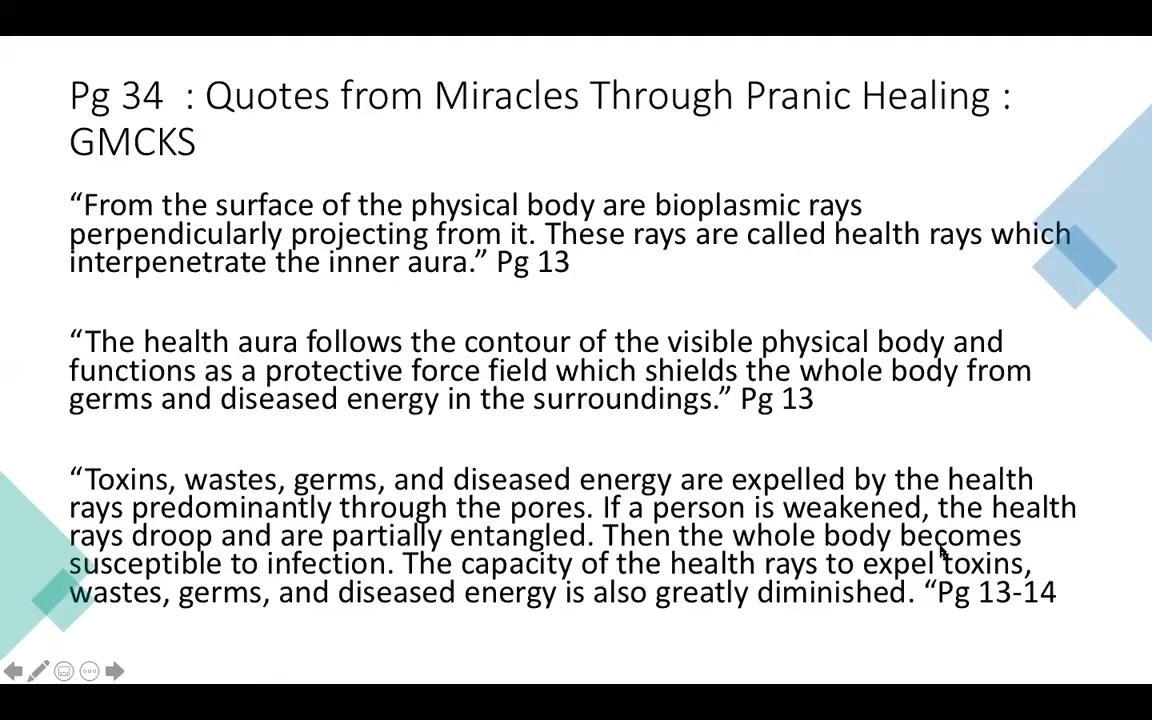 Pg 34  : Quotes from Miracles Through Pranic Healing :
GMCKS
“From the surface of the physical body are bioplasmic rays
perpendicularly projecting from it. These rays are called health rays which
interpenetrate the inner aura.” Pg 13
“The health aura follows the contour of the visible physical body and
functions as a protective force field which shields the whole body from
germs and diseased energy in the surroundings.” Pg 13
“Toxins, wastes, germs, and diseased energy are expelled by the health
rays predominantly through the pores. If a person is weakened, the health
rays droop and are partially entangled. Then the whole body becomes
susceptible to infection. The capacity of the health rays to expel toxins,
wastes, germs, and diseased energy is also greatly diminished. “Pg 13-14